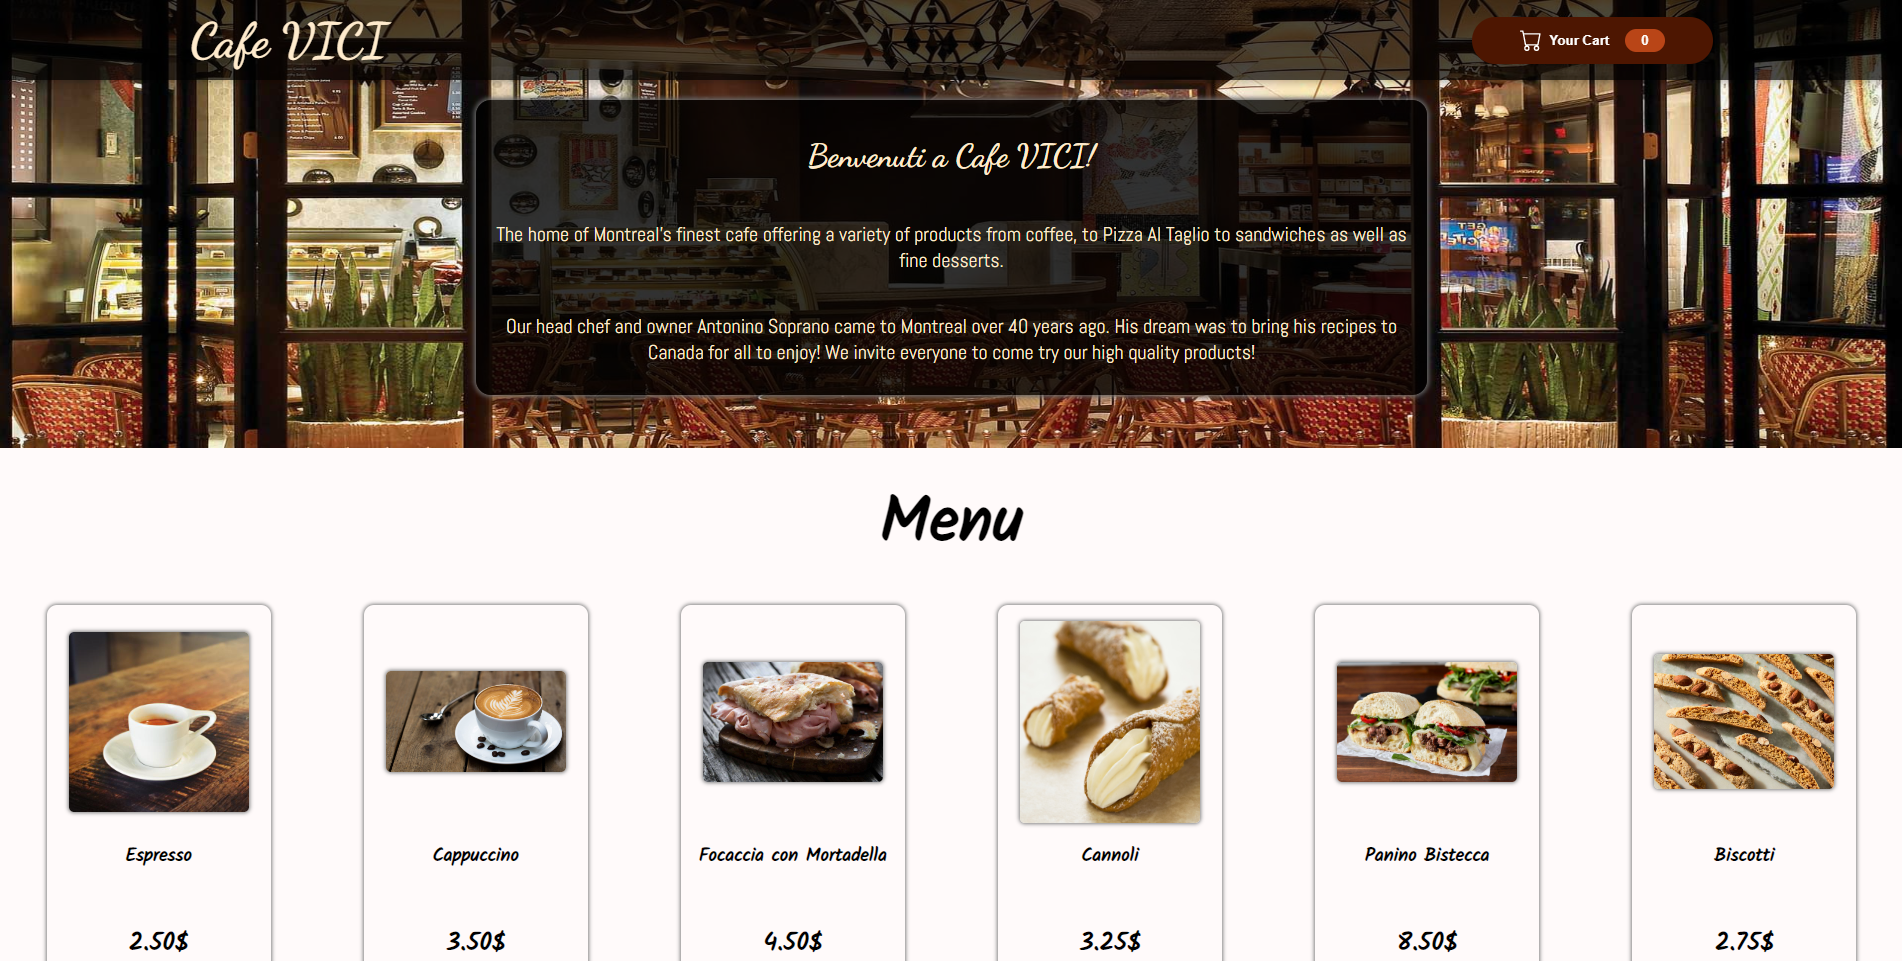 Cafe VICI
Your Cart 0
Benvenuti a Cafe VICI!
The home of Montreal's finest cafe offering a variety of products from coffee, to Pizza Al Taglio to sandwiches as well as
fine desserts.
Our head chef and owner Antonino Soprano came to Montreal over 40 years ago. His dream was to bring his recipes to
Canada for all to enjoy! We invite everyone to come try our high quality products!
Menu
Espresso
Cappuccino
Focaccia con Mortadella
Cannoli
Panino Bistecca
Biscotti
2.50$
3.50$
4.50$
3.25$
8.50$
2.75$